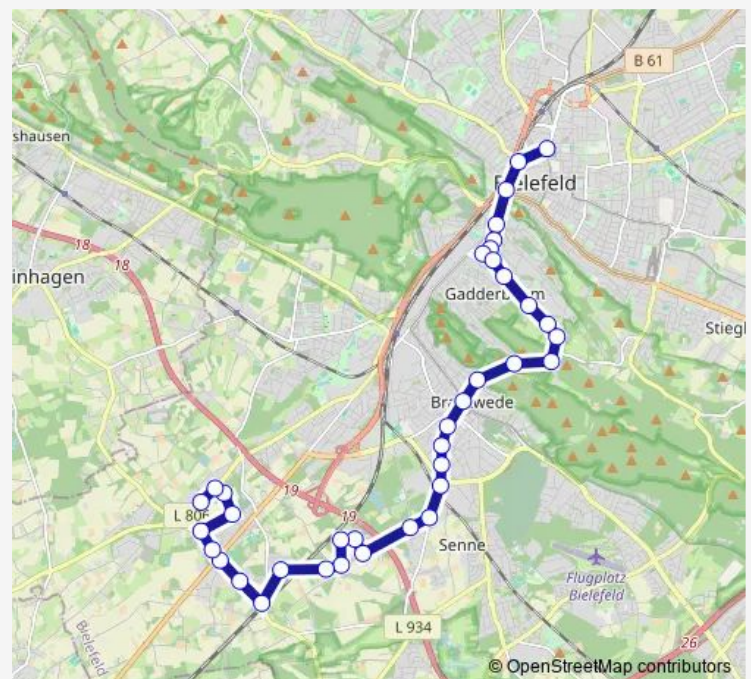 B 61
shausen
Bielefeld
18
18
inhagen
Gadderbaum
Stiegl
Brackwede
19
L 806
19
Senne
Flugplatz
Bielefeld
L 934
Bielefeld
26
© OpenStreetMap contributors